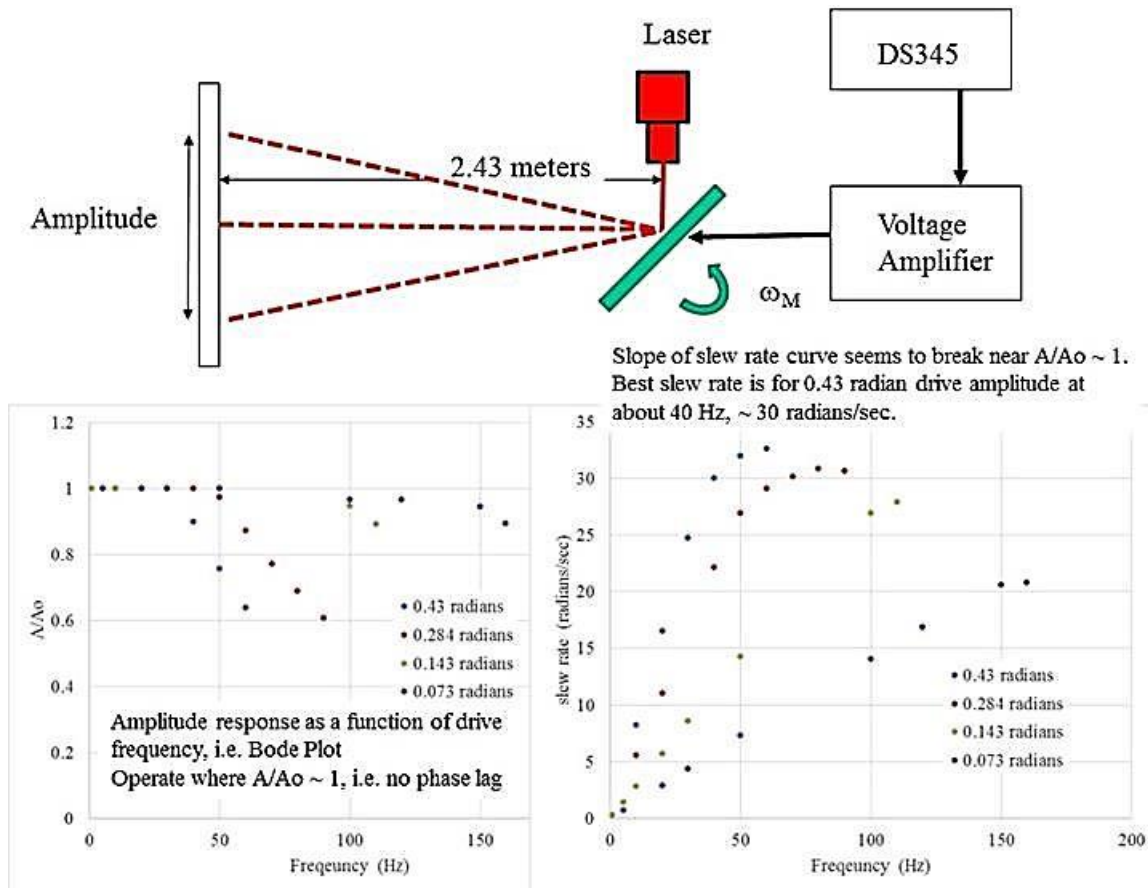 Laser
DS345
2.43 meters
Amplitude
Voltage
Amplifier
ωM
Slope of slew rate curve seems to break near A/Ao ~ 1.
Best slew rate is for 0.43 radian drive amplitude at
about 40 Hz, ~ 30 radians/sec.
1.2
1
0.8
0.6
0.4
0.2
0
A/Ao
0.43 radians
0.284 radians
0.143 radians
0.073 radians
Amplitude response as a function of drive
frequency, i.e. Bode Plot
Operate where A/Ao ~ 1, i.e. no phase lag
0 50 100 150
Freqeuncy (Hz)
35
30
25
20
15
10
5
0
slew rate (radians/sec)
0.43 radians
0.284 radians
0.143 radians
0.073 radians
0 50 100 150 200
Freqeuncy (Hz)